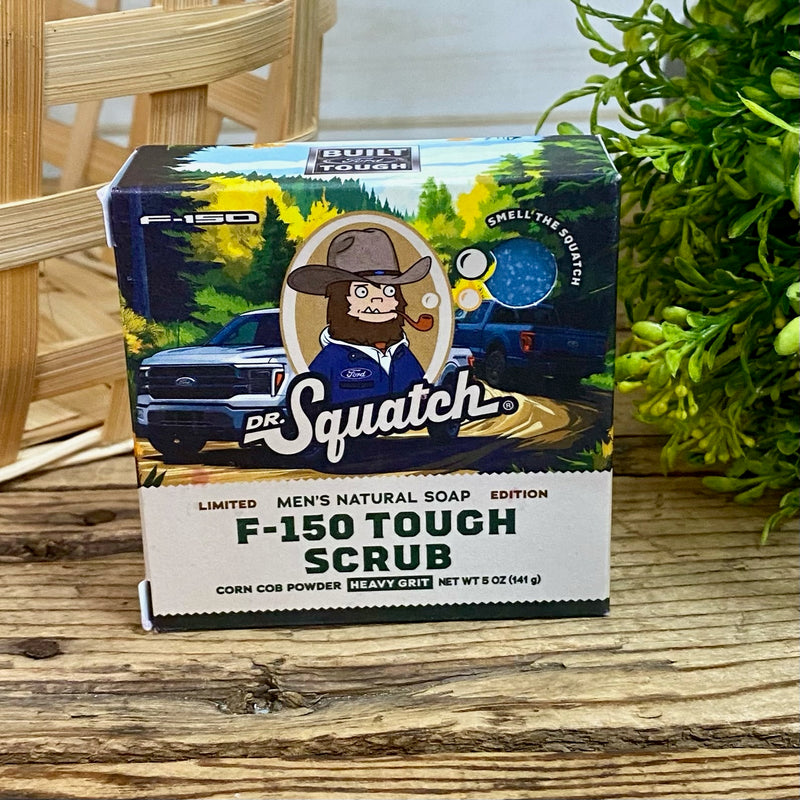 BUILT
Ford
TOUGH
F-150
SMELL THE SQUATCH
Ford
DR. Squatch®
LIMITED MEN'S NATURAL SOAP EDITION
F-150 TOUGH
SCRUB
CORN COB POWDER HEAVY GRIT NET WT 5 OZ (141 g)